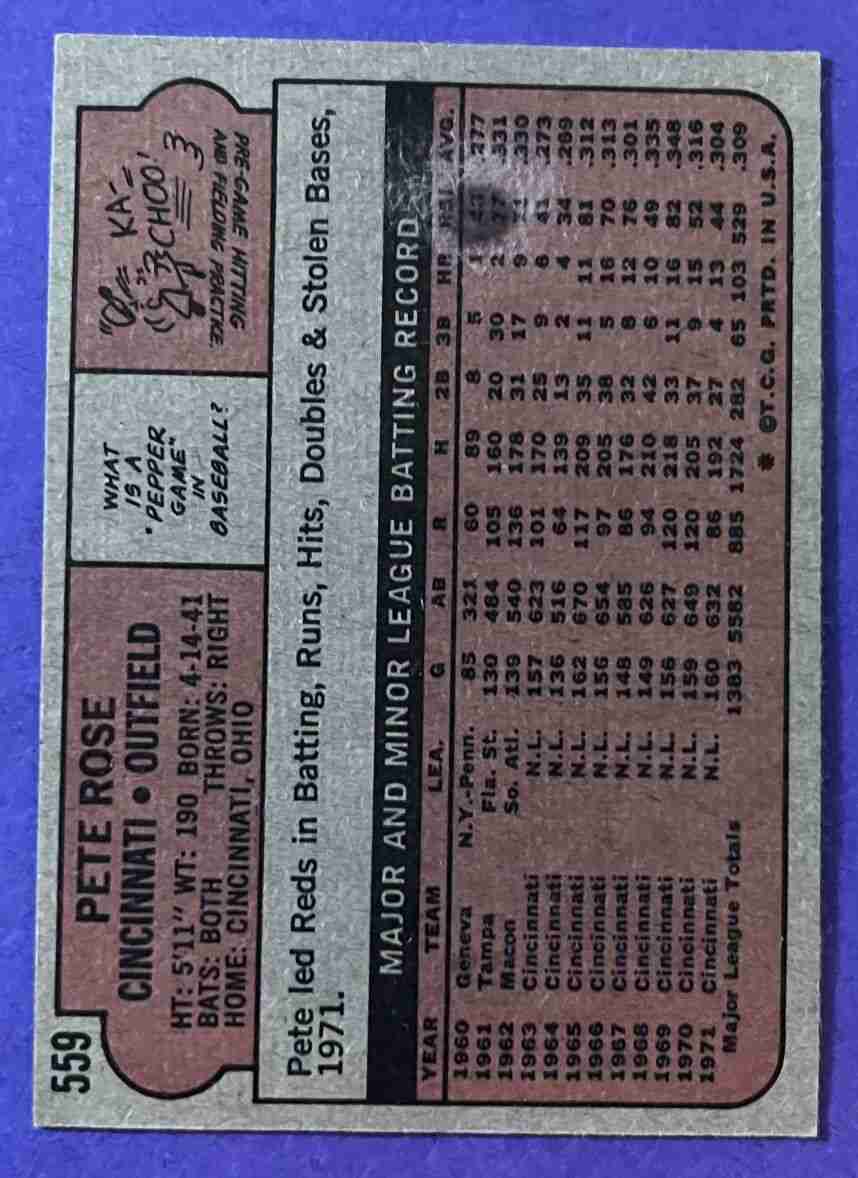 559
PETE ROSE
CINCINNATI • OUTFIELD
HT: 5'11" WT: 190 BORN: 4-14-41
BATS: BOTH THROWS: RIGHT
HOME: CINCINNATI, OHIO
WHAT
IS A
"PEPPER
GAME"
IN
BASEBALL?
KA-
CHOO!
PRE-GAME HITTING
AND FIELDING PRACTICE.
Pete led Reds in Batting, Runs, Hits, Doubles & Stolen Bases,
1971.
MAJOR AND MINOR LEAGUE BATTING RECORD
YEAR TEAM LEA. G AB R H 2B 3B HR RBI AVG.
1960 Geneva N.Y.-Penn. 85 321 60 89 8 5 1 43 .277
1961 Tampa Fla. St. 130 484 105 160 20 30 2 77 .331
1962 Macon So. Atl. 139 540 136 178 31 17 9 71 .330
1963 Cincinnati N.L. 157 623 101 170 25 9 6 41 .273
1964 Cincinnati N.L. 136 516 64 139 13 2 4 34 .269
1965 Cincinnati N.L. 162 670 117 209 35 11 11 81 .312
1966 Cincinnati N.L. 156 654 97 205 38 5 16 70 .313
1967 Cincinnati N.L. 148 585 86 176 32 8 12 76 .301
1968 Cincinnati N.L. 149 626 94 210 42 6 10 49 .335
1969 Cincinnati N.L. 156 627 120 218 33 11 16 82 .348
1970 Cincinnati N.L. 159 649 120 205 37 9 15 52 .316
1971 Cincinnati N.L. 160 632 86 192 27 4 13 44 .304
Major League Totals 1383 5582 885 1724 282 65 103 529 .309
* ©T.C.G. PRTD. IN U.S.A.